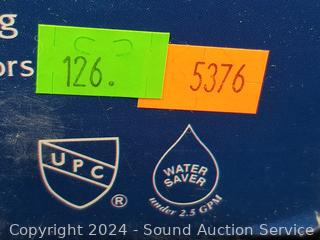 g
ors
126.
5376
UPC
®
WATER
SAVER
under 2.5 GPM
Copyright © 2024 - Sound Auction Service